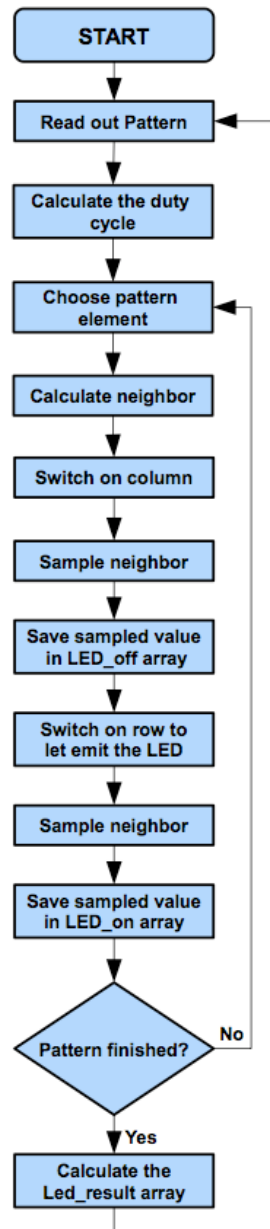 START
Read out Pattern
Calculate the duty
cycle
Choose pattern
element
Calculate neighbor
Switch on column
Sample neighbor
Save sampled value
in LED_off array
Switch on row to
let emit the LED
Sample neighbor
Save sampled value
in LED_on array
Pattern finished?
No
Yes
Calculate the
Led_result array